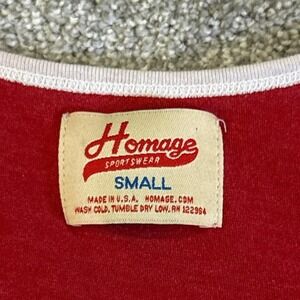 Homage
SPORTSWEAR
SMALL
MADE IN U.S.A. HOMAGE.COM
WASH COLD. TUMBLE DRY LOW. RN 122984